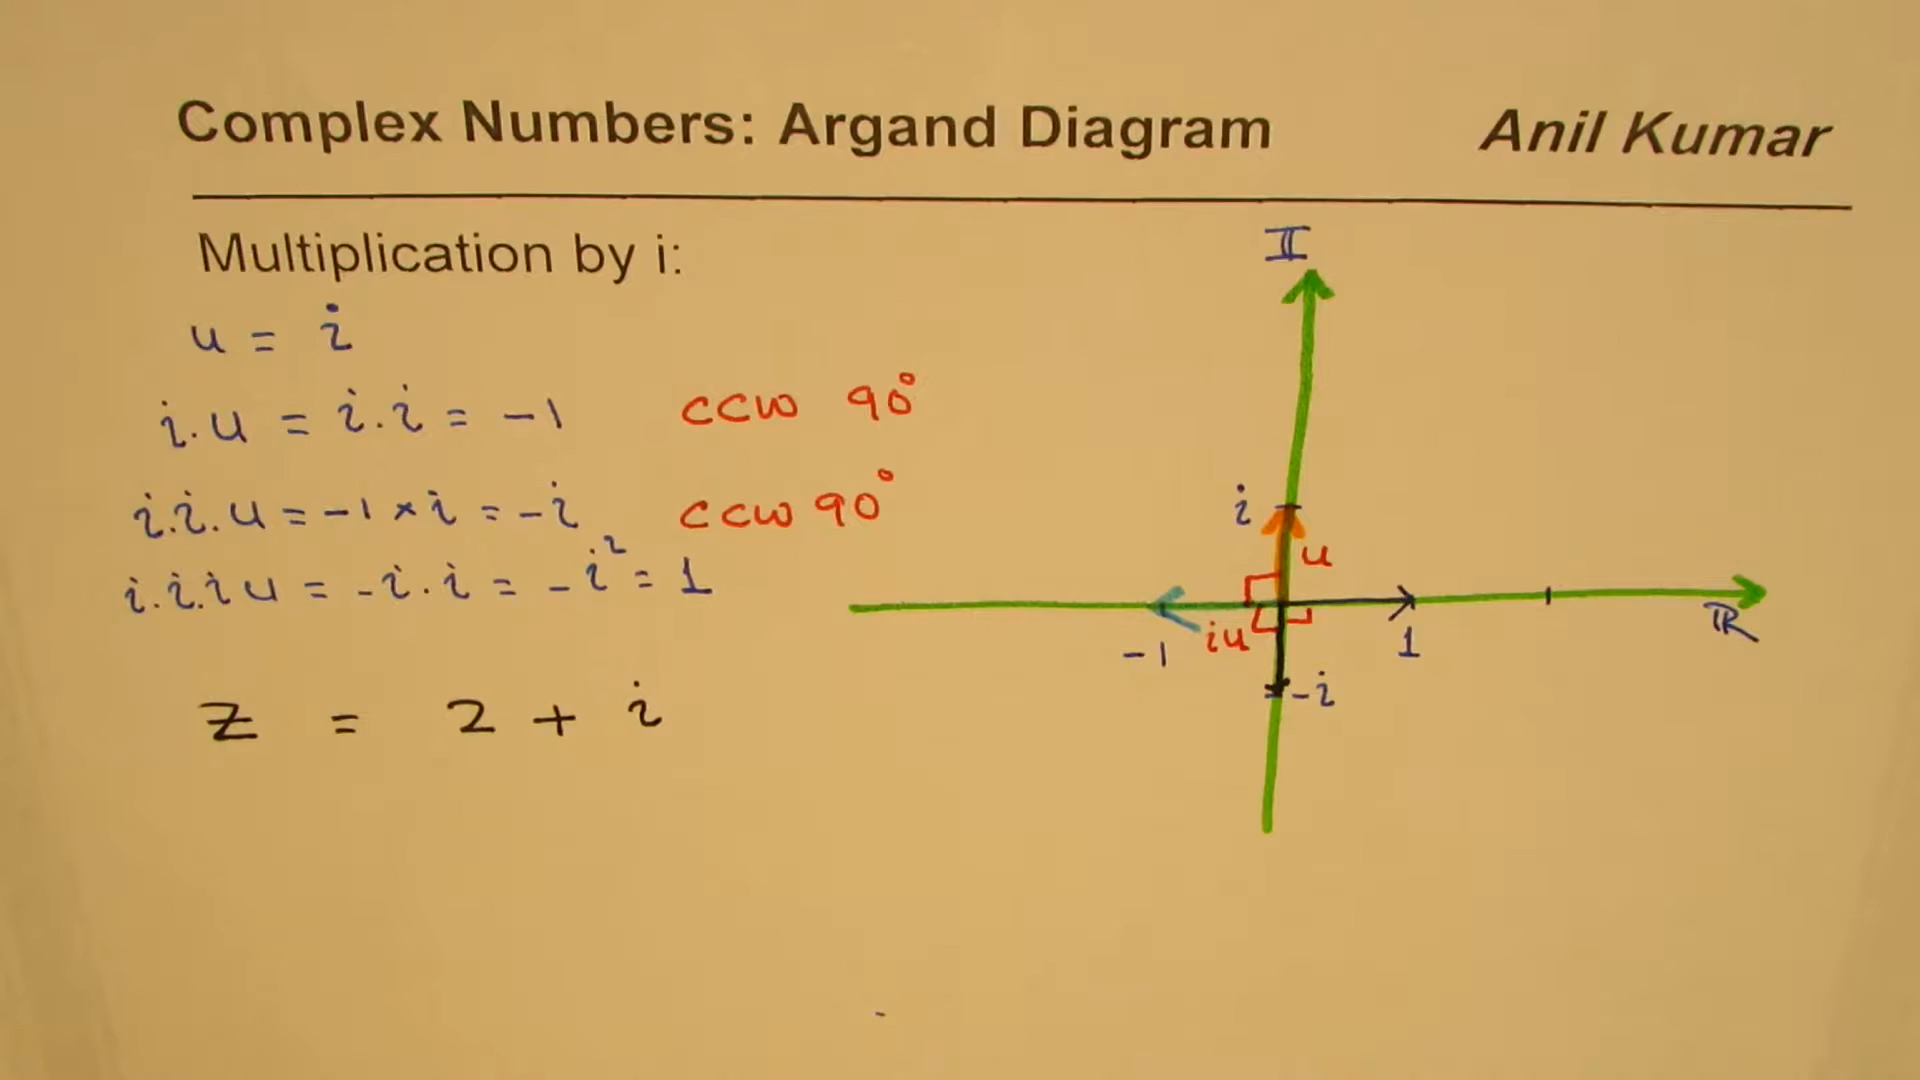 Complex Numbers: Argand Diagram Anil Kumar
Multiplication by i:
u = i
i.u = i.i = -1 ccw 90°
i.i.u = -1 × i = -i ccw 90°
i.i.i u = -i.i = -i² = 1
z = 2 + i
I
i
u
-1
iu
1
R
-i